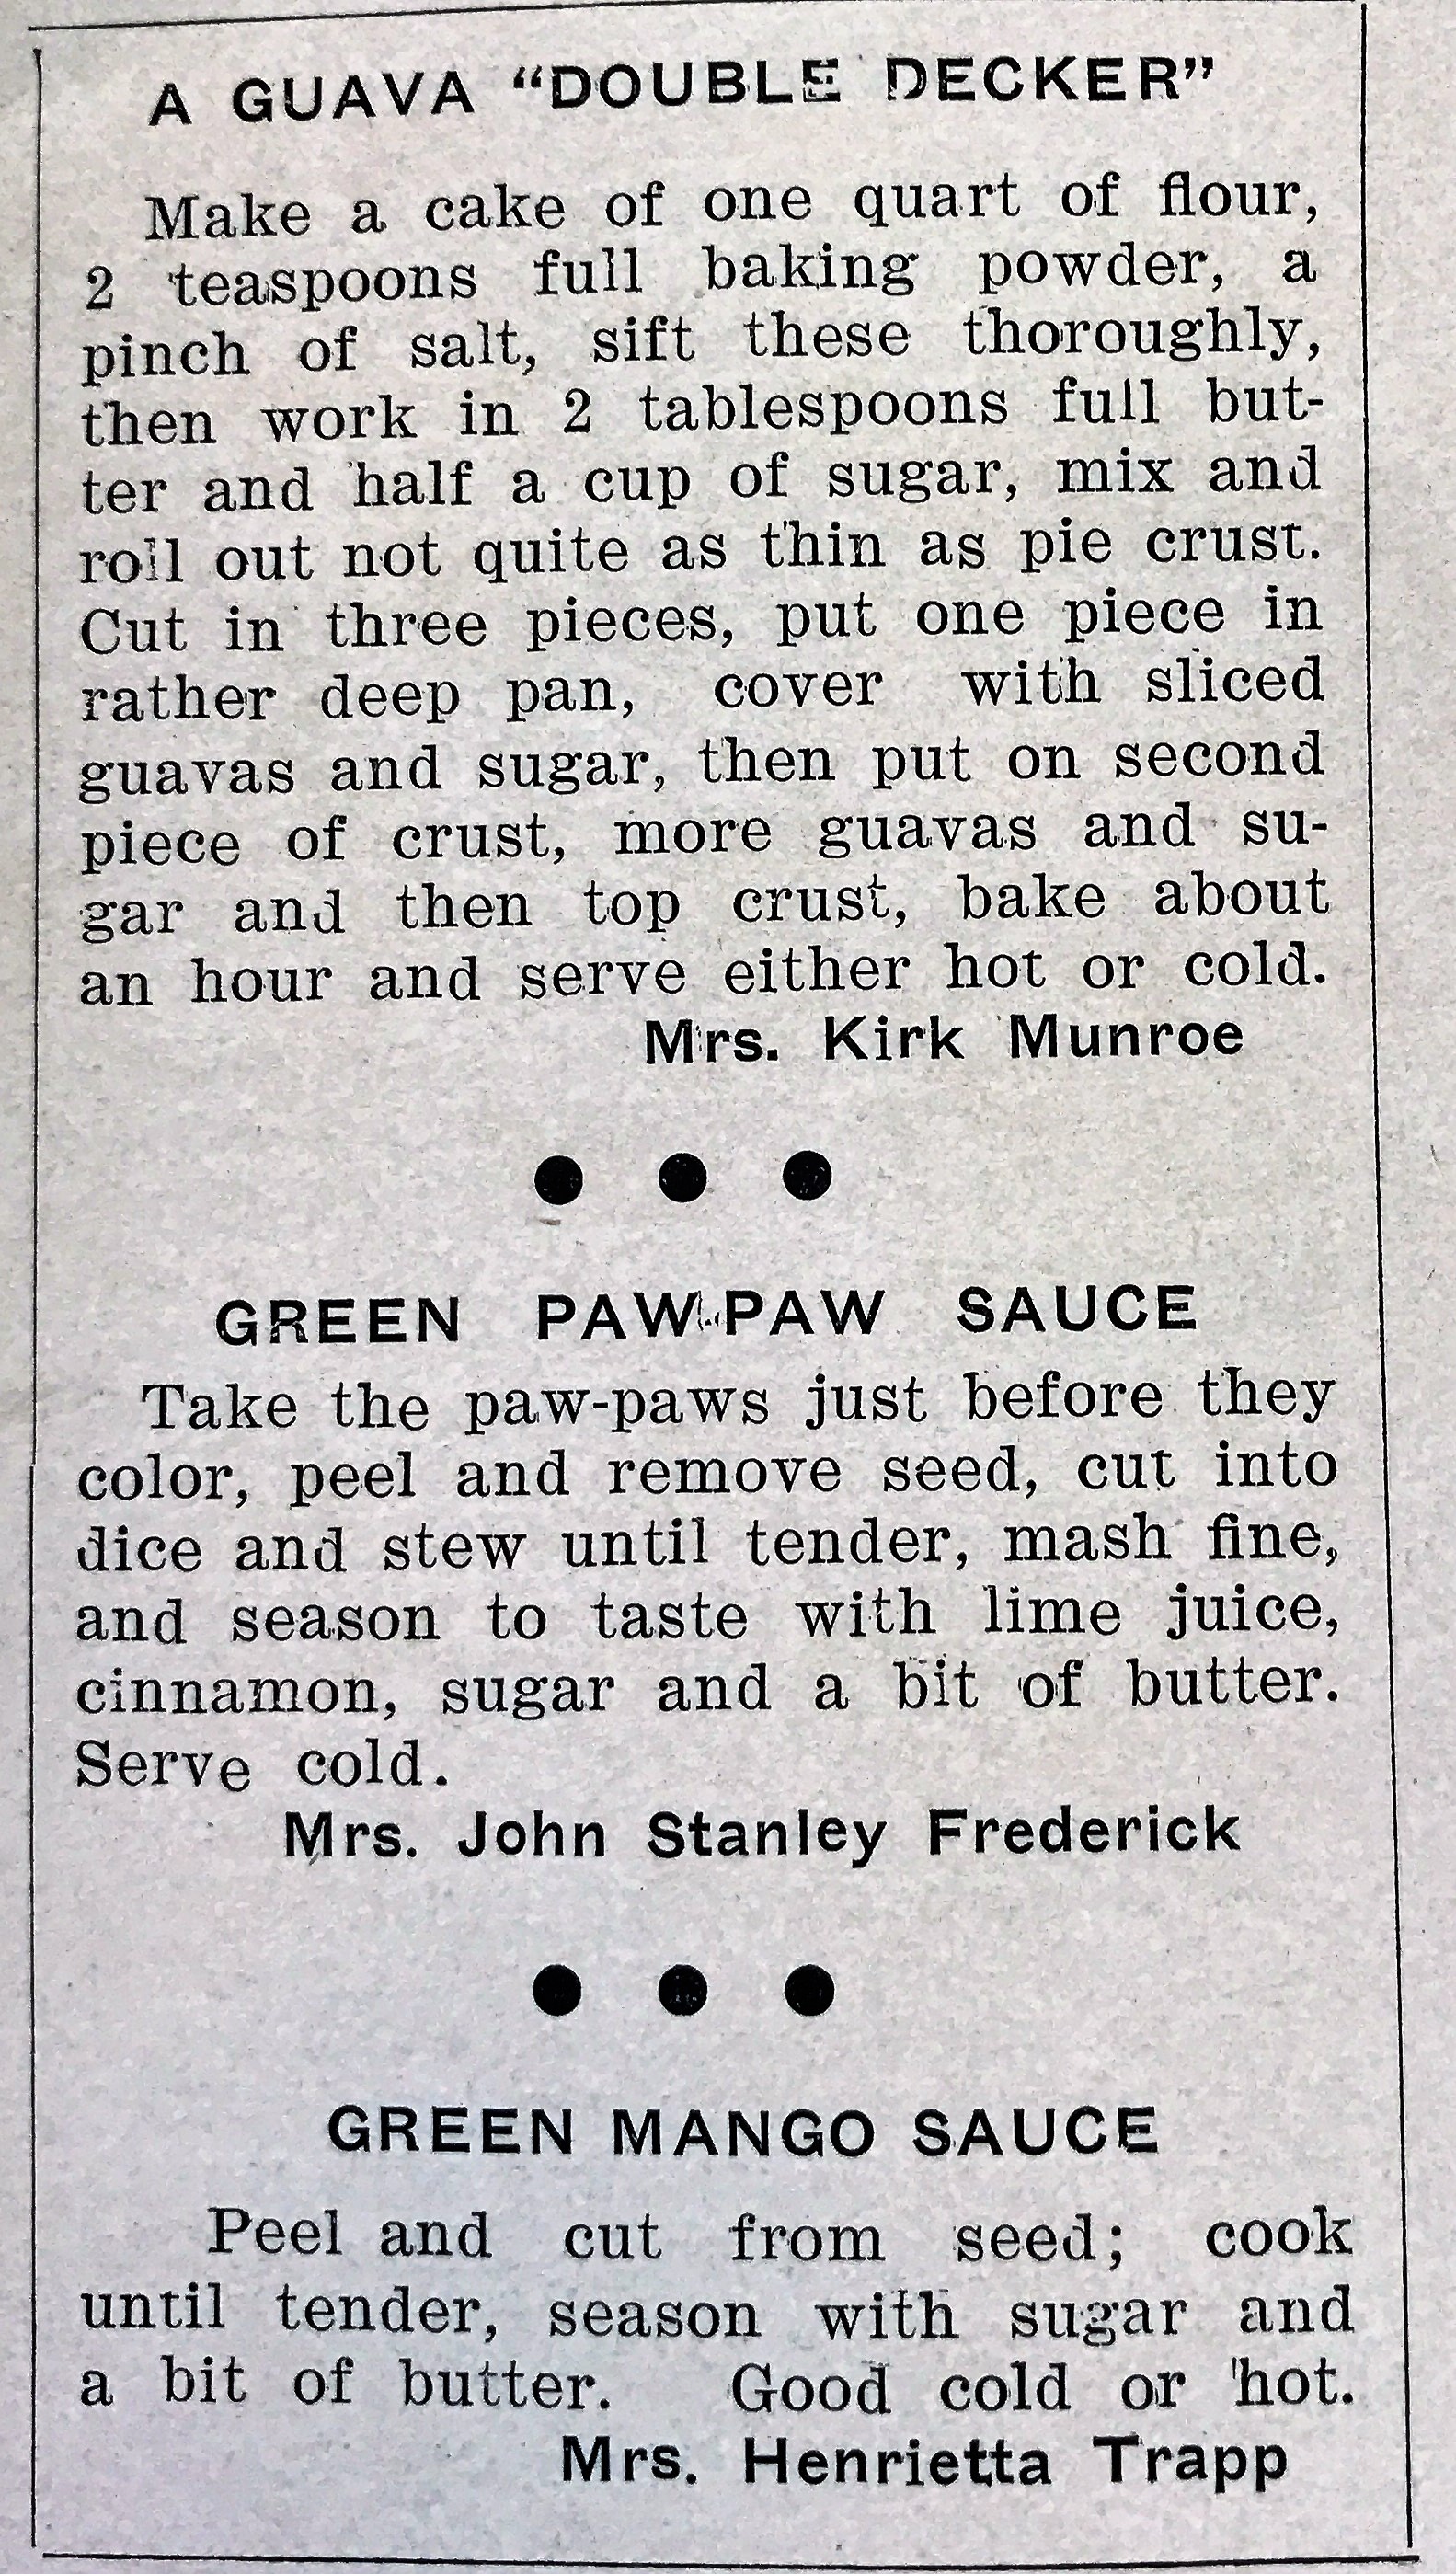 A GUAVA “DOUBLE DECKER”
Make a cake of one quart of flour,
2 teaspoons full baking powder, a
pinch of salt, sift these thoroughly,
then work in 2 tablespoons full but-
ter and half a cup of sugar, mix and
roll out not quite as thin as pie crust.
Cut in three pieces, put one piece in
rather deep pan, cover with sliced
guavas and sugar, then put on second
piece of crust, more guavas and su-
gar and then top crust, bake about
an hour and serve either hot or cold.
Mrs. Kirk Munroe
● ● ●
GREEN PAW-PAW SAUCE
Take the paw-paws just before they
color, peel and remove seed, cut into
dice and stew until tender, mash fine,
and season to taste with lime juice,
cinnamon, sugar and a bit of butter.
Serve cold.
Mrs. John Stanley Frederick
● ● ●
GREEN MANGO SAUCE
Peel and cut from seed; cook
until tender, season with sugar and
a bit of butter. Good cold or hot.
Mrs. Henrietta Trapp